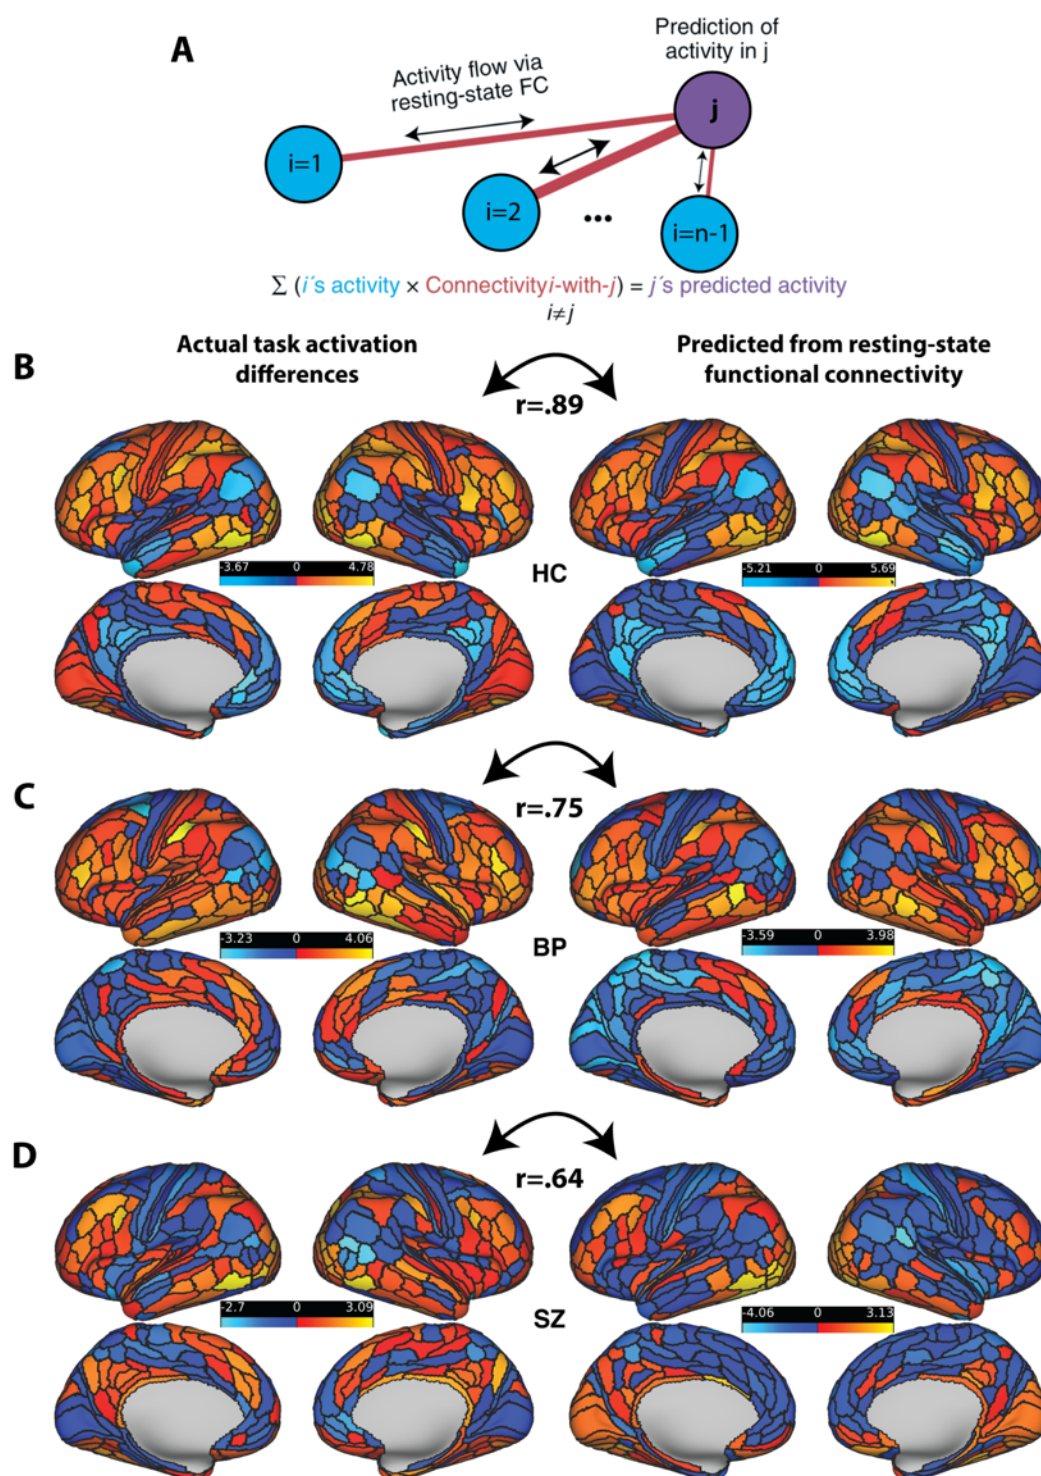 A
Prediction of
activity in j
Activity flow via
resting-state FC
j
i=1
i=2
...
i=n-1
∑ (i´s activity × Connectivity i-with-j) = j´s predicted activity
i≠j
B
Actual task activation
differences
Predicted from resting-state
functional connectivity
r=.89
-3.67 0 4.78
HC
-5.21 0 5.69
C
r=.75
-3.23 0 4.06
BP
-3.59 0 3.98
D
r=.64
-2.7 0 3.09
SZ
-4.06 0 3.13